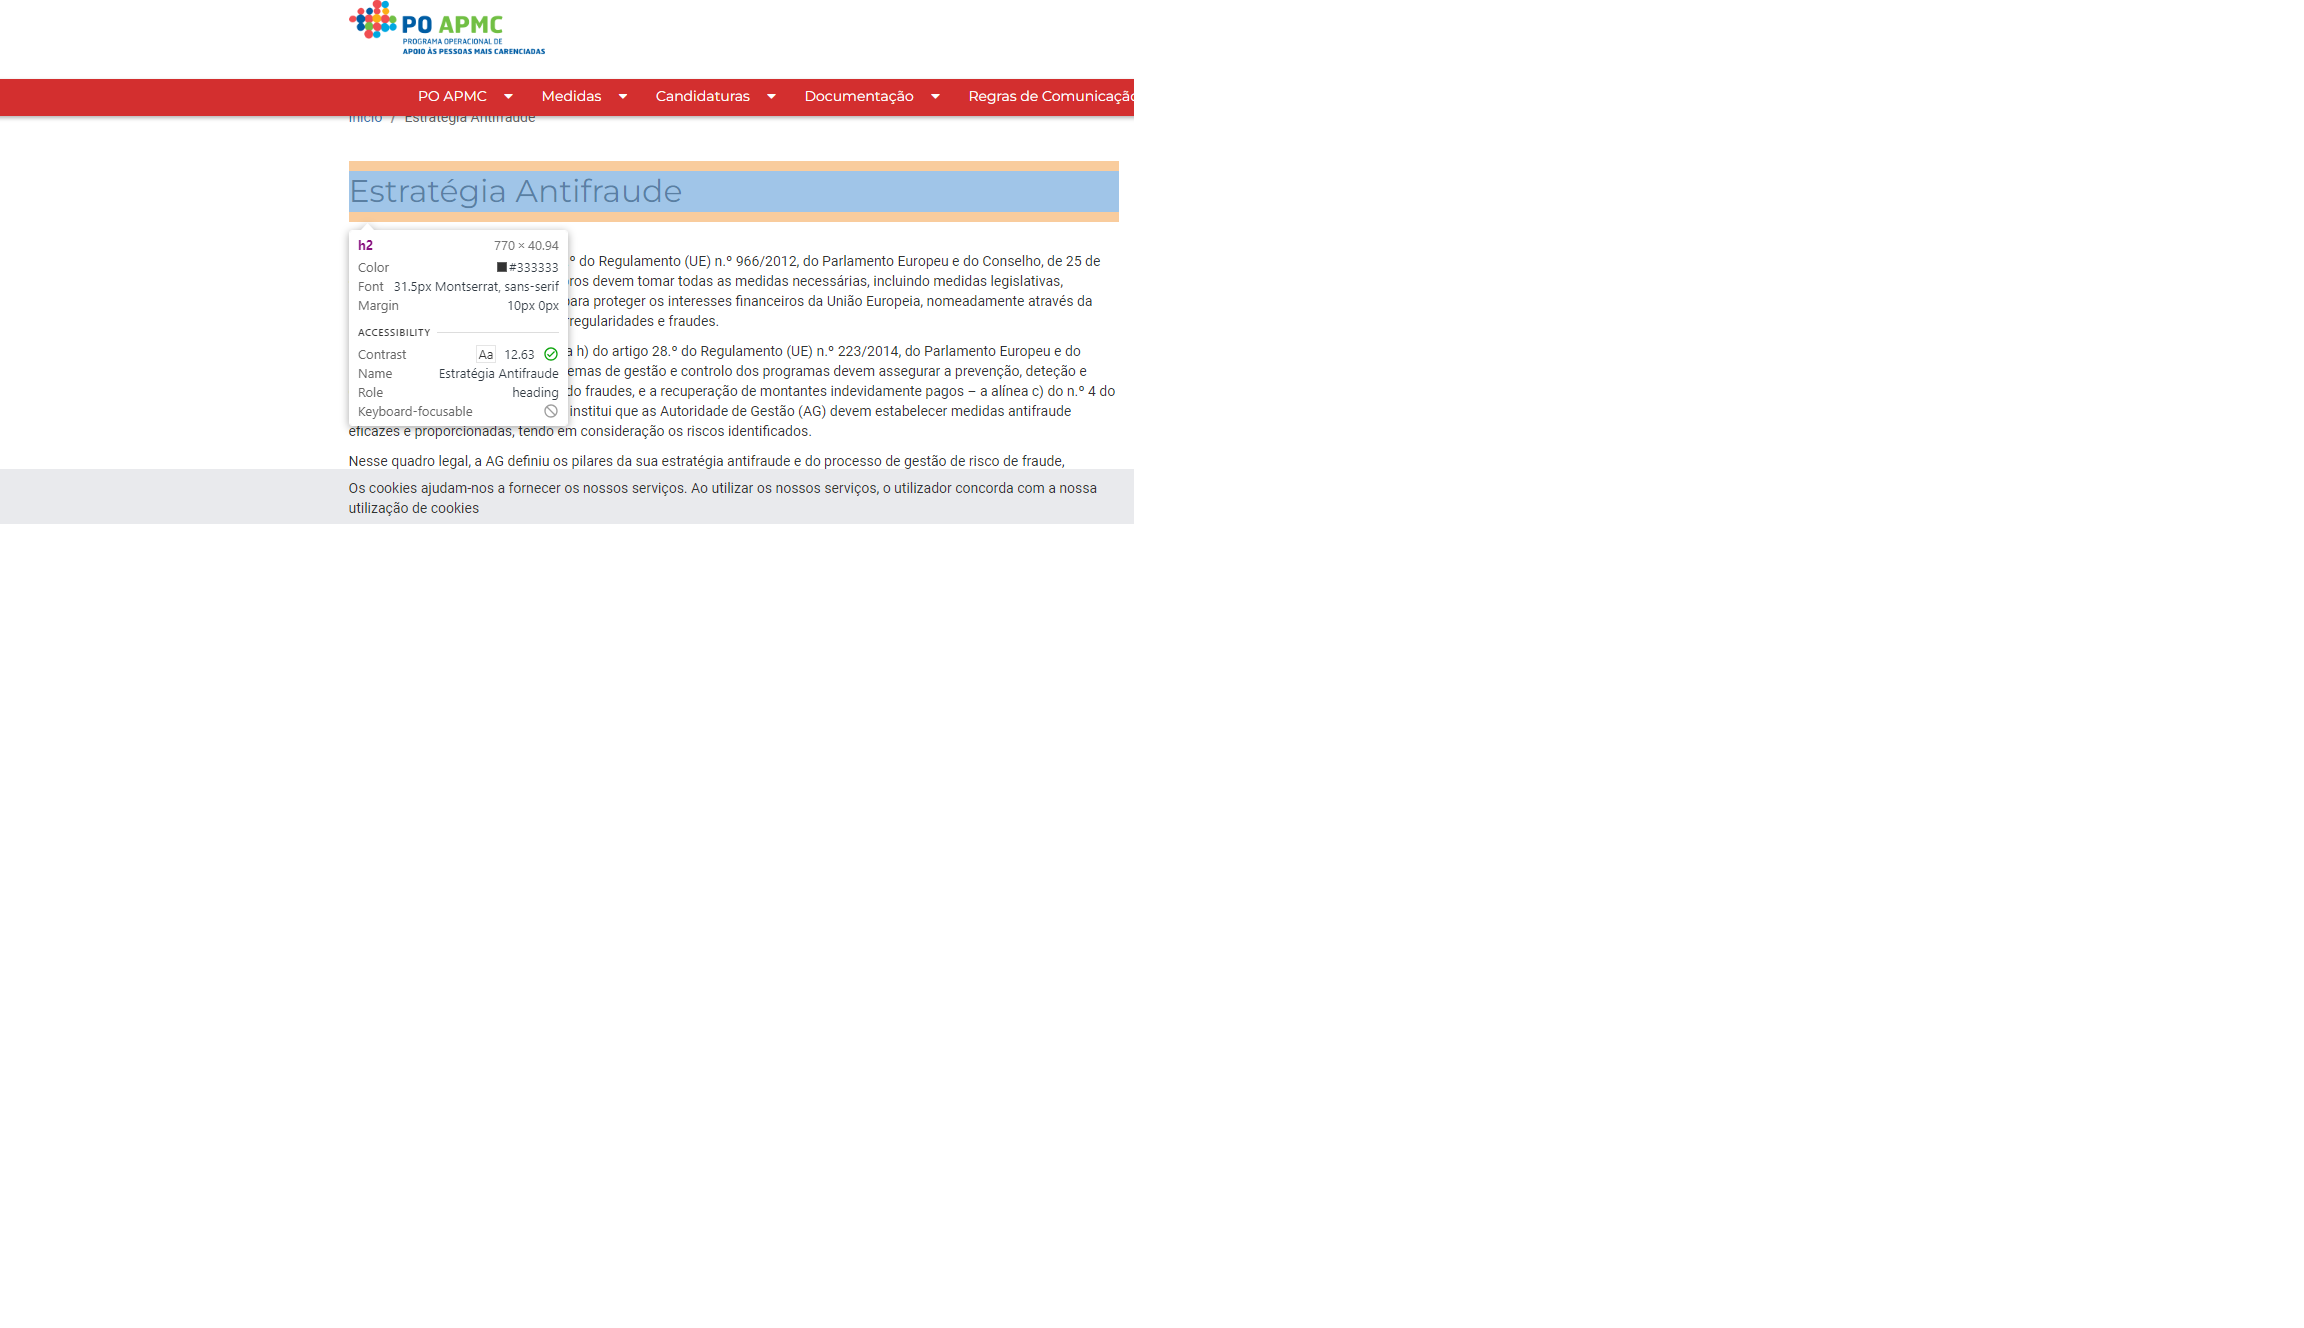 PO APMC
PROGRAMA OPERACIONAL DE
APOIO ÀS PESSOAS MAIS CARENCIADAS
PO APMC Medidas Candidaturas Documentação Regras de Comunicação
Início / Estratégia Antifraude
Estratégia Antifraude
h2 770 × 40.94
Color #333333
Font 31.5px Montserrat, sans-serif
Margin 10px 0px
ACCESSIBILITY
Contrast Aa 12.63
Name Estratégia Antifraude
Role heading
Keyboard-focusable
º do Regulamento (UE) n.º 966/2012, do Parlamento Europeu e do Conselho, de 25 de
devem tomar todas as medidas necessárias, incluindo medidas legislativas,
para proteger os interesses financeiros da União Europeia, nomeadamente através da
e fraudes.
a h) do artigo 28.º do Regulamento (UE) n.º 223/2014, do Parlamento Europeu e do
de gestão e controlo dos programas devem assegurar a prevenção, deteção e
do fraudes, e a recuperação de montantes indevidamente pagos – a alínea c) do n.º 4 do
institui que as Autoridade de Gestão (AG) devem estabelecer medidas antifraude
eficazes e proporcionadas, tendo em consideração os riscos identificados.
Nesse quadro legal, a AG definiu os pilares da sua estratégia antifraude e do processo de gestão de risco de fraude,
Os cookies ajudam-nos a fornecer os nossos serviços. Ao utilizar os nossos serviços, o utilizador concorda com a nossa
utilização de cookies